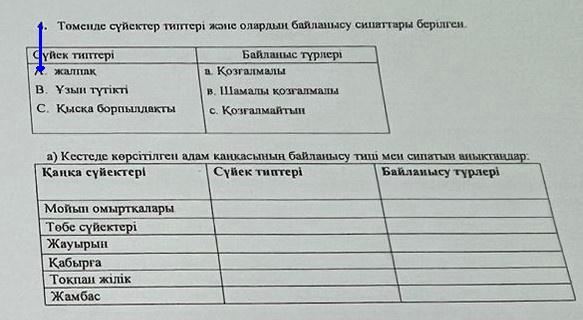 4. Төменде сүйектер типтері және олардың байланысу сипаттары берілген.
Сүйек типтері Байланыс түрлері
A. жалпақ а. Қозғалмалы
B. Ұзын түтікті в. Шамалы қозғалмалы
C. Қысқа борпылдақты с. Қозғалмайтын
а) Кестеде көрсітілген адам қаңқасының байланысу типі мен сипатын анықтаңдар:
Қаңқа сүйектері Сүйек типтері Байланысу түрлері
Мойын омыртқалары
Төбе сүйектері
Жауырын
Қабырға
Тоқпан жілік
Жамбас